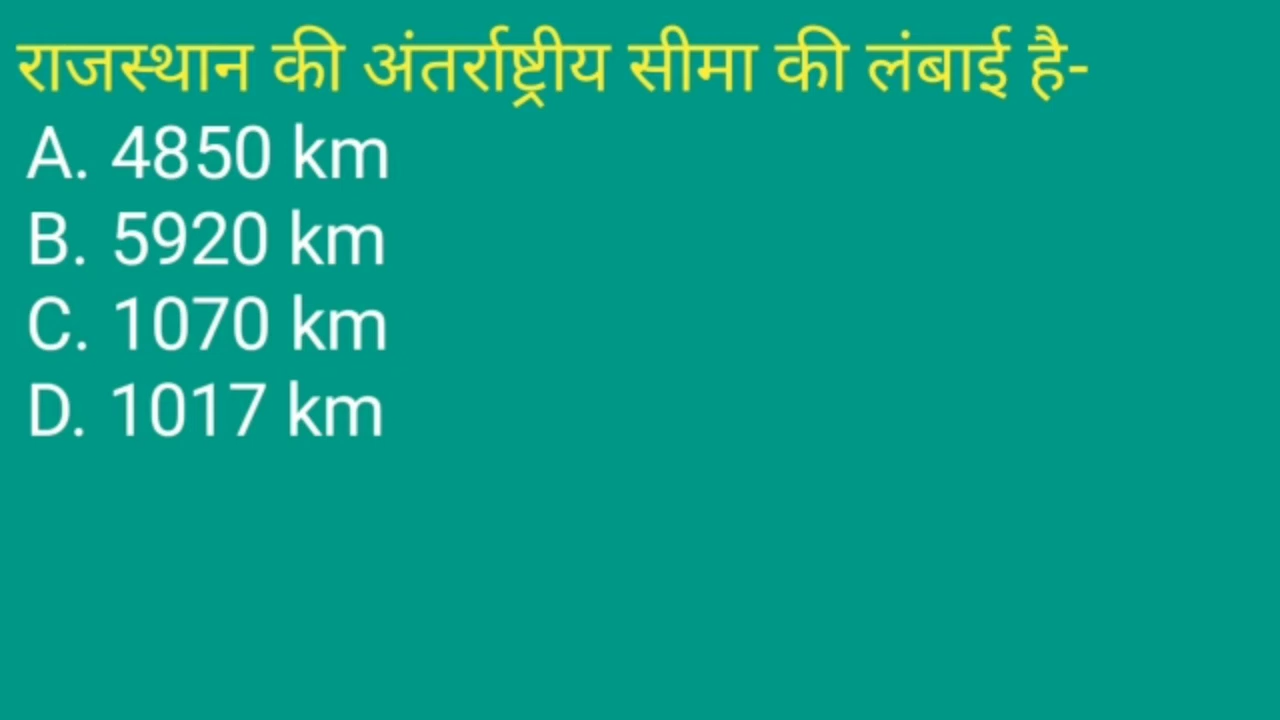 राजस्थान की अंतर्राष्ट्रीय सीमा की लंबाई है-
A. 4850 km
B. 5920 km
C. 1070 km
D. 1017 km